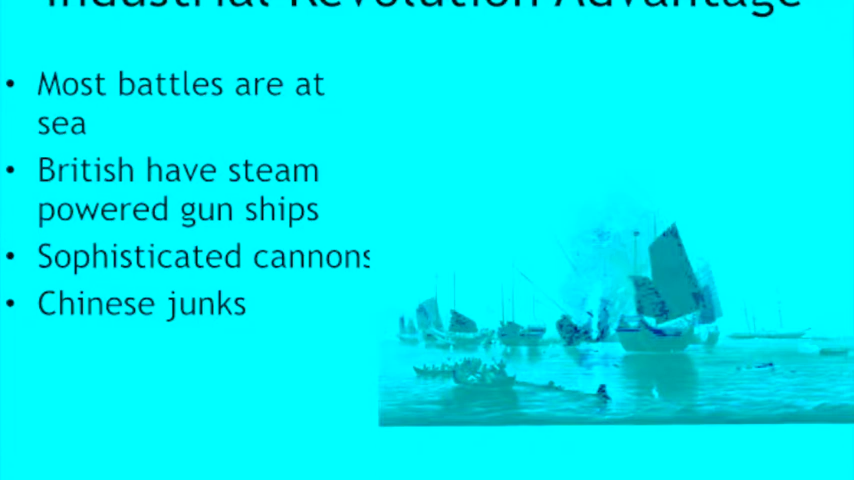 Industrial Revolution Advantage
• Most battles are at
sea
• British have steam
powered gun ships
• Sophisticated cannons
• Chinese junks